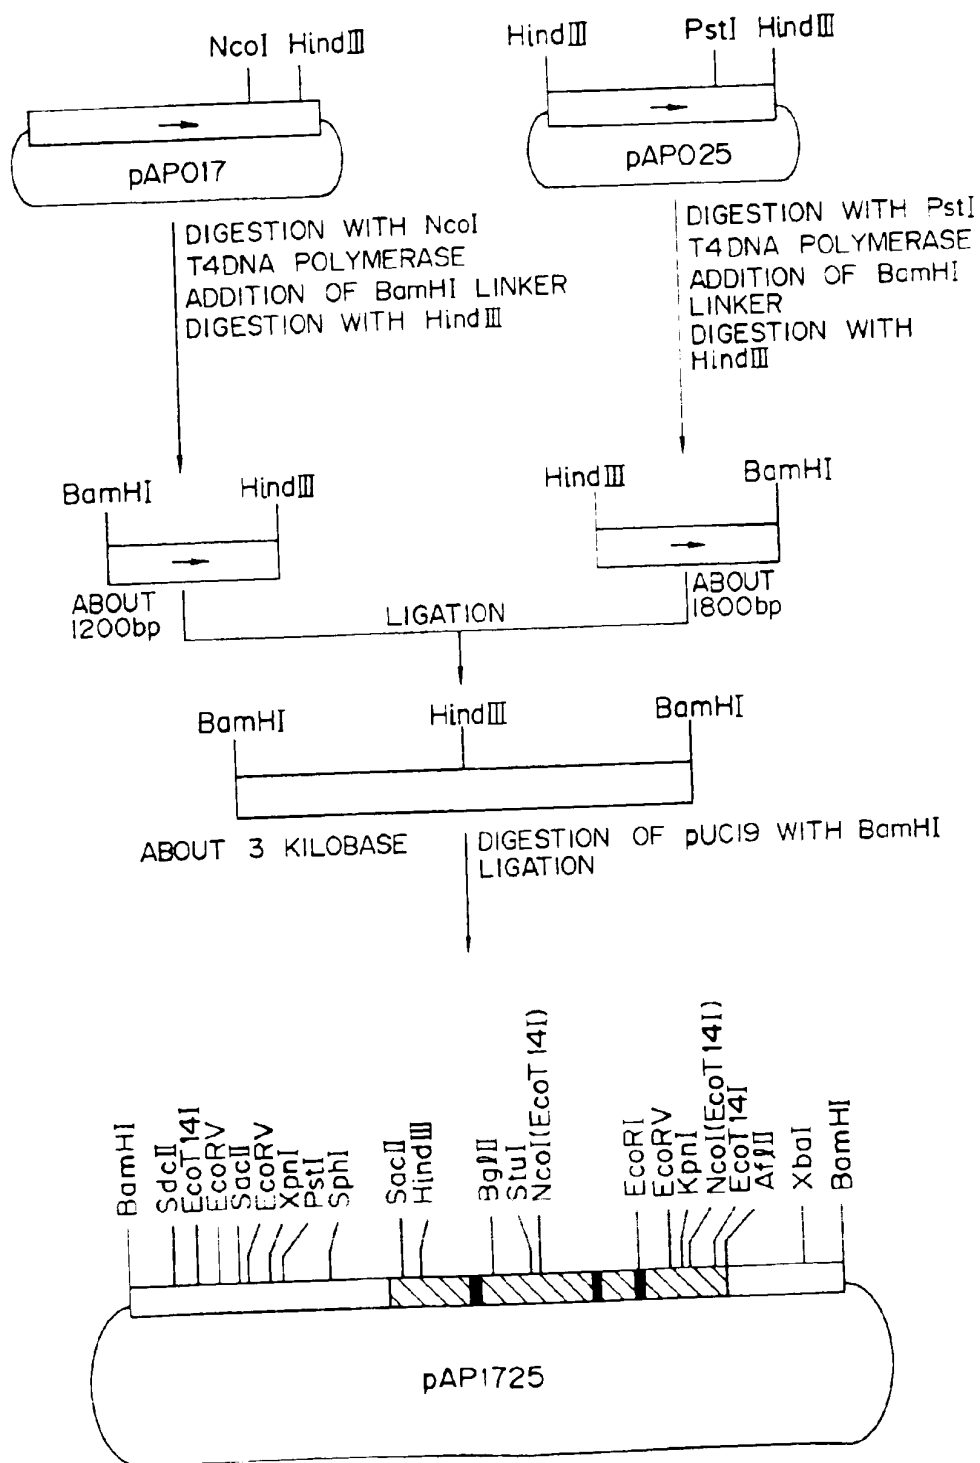 NcoI HindⅢ
pAPO17
DIGESTION WITH NcoI
T4DNA POLYMERASE
ADDITION OF BamHI LINKER
DIGESTION WITH HindⅢ
HindⅢ PstI HindⅢ
pAPO25
DIGESTION WITH PstI
T4DNA POLYMERASE
ADDITION OF BamHI
LINKER
DIGESTION WITH
HindⅢ
BamHI HindⅢ
ABOUT
1200bp
HindⅢ BamHI
ABOUT
1800bp
LIGATION
BamHI HindⅢ BamHI
ABOUT 3 KILOBASE
DIGESTION OF pUC19 WITH BamHI
LIGATION
BamHI
SdcⅡ
EcoT14I
EcoRV
SacⅡ
EcoRV
XpnI
PstI
SphI
SacⅡ
HindⅢ
BglⅡ
StuI
NcoI(EcoT14I)
EcoRI
EcoRV
KpnI
NcoI(EcoT14I)
EcoT14I
AflⅡ
XbaI
BamHI
pAP1725